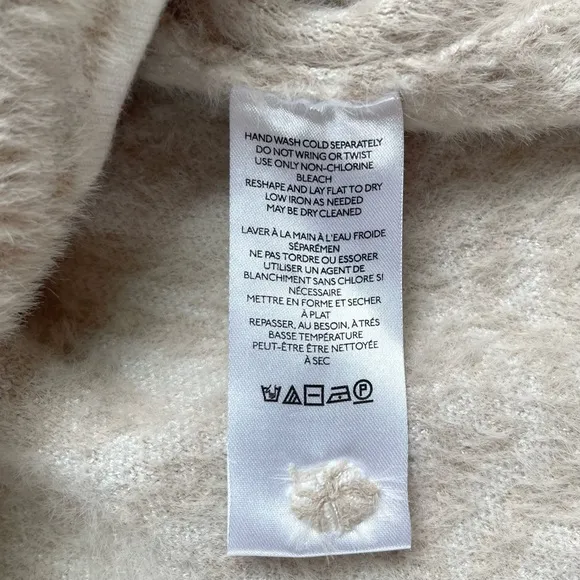 HAND WASH COLD SEPARATELY
DO NOT WRING OR TWIST
USE ONLY NON-CHLORINE
BLEACH
RESHAPE AND LAY FLAT TO DRY
LOW IRON AS NEEDED
MAY BE DRY CLEANED
LAVER À LA MAIN À L'EAU FROIDE
SÉPARÉMEN
NE PAS TORDRE OU ESSORER
UTILISER UN AGENT DE
BLANCHIMENT SANS CHLORE SI
NÉCESSAIRE
METTRE EN FORME ET SECHER
À PLAT
REPASSER, AU BESOIN, À TRÉS
BASSE TEMPÉRATURE
PEUT-ÊTRE ÊTRE NETTOYÉE
À SEC
P